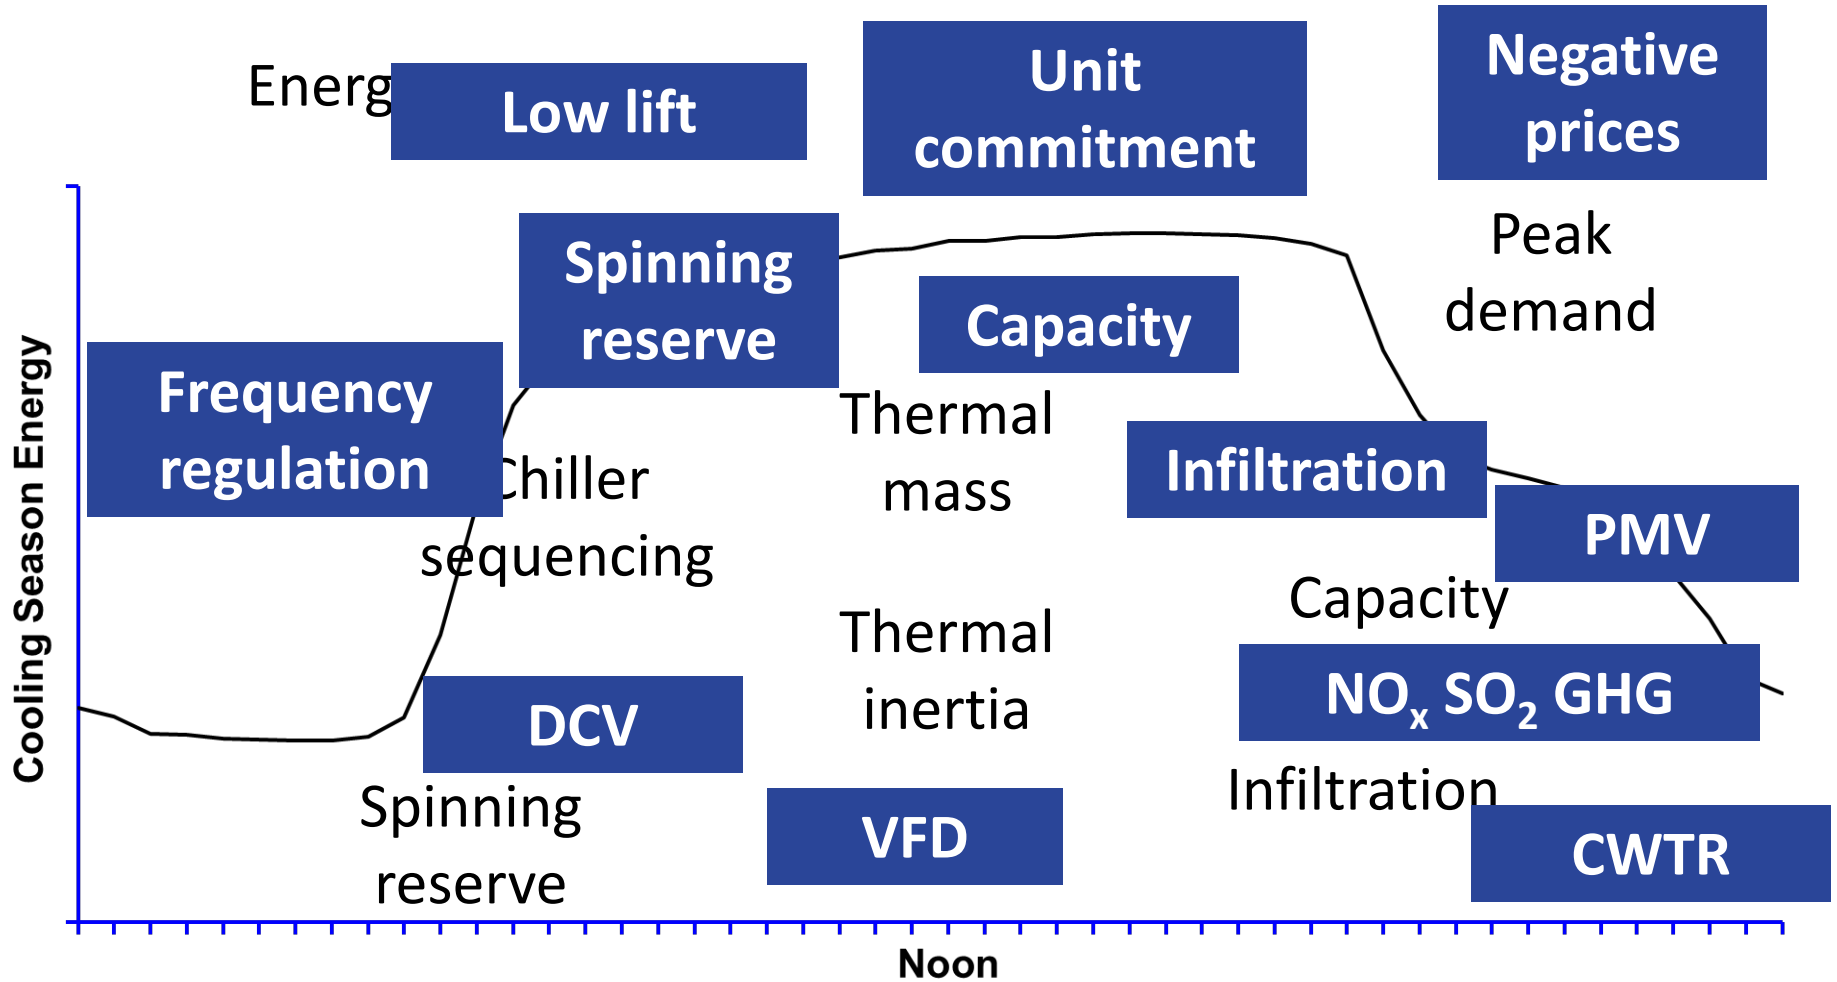 Energ
Low lift
Unit
commitment
Negative
prices
Peak
demand
Spinning
reserve
Capacity
Frequency
regulation
Chiller
sequencing
Thermal
mass
Infiltration
PMV
Capacity
Thermal
inertia
NOx SO2 GHG
DCV
Spinning
reserve
VFD
Infiltration
CWTR
Cooling Season Energy
Noon